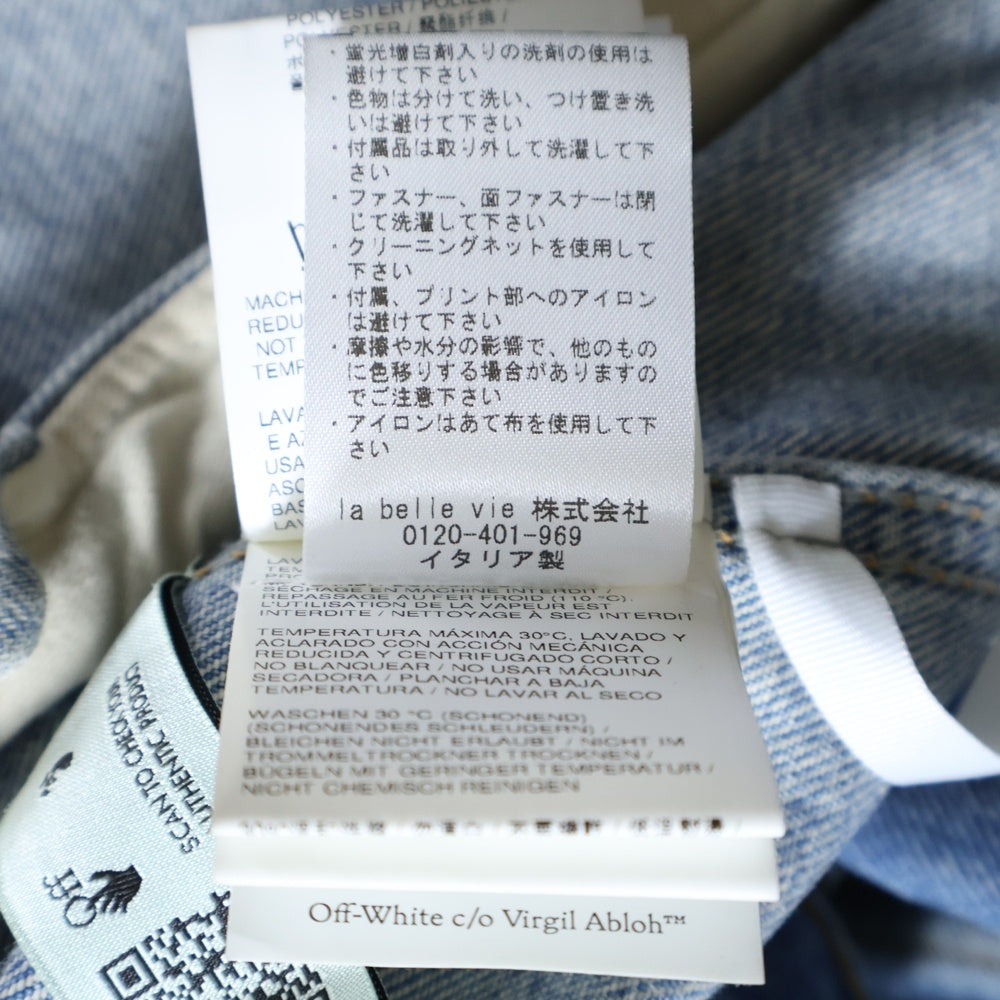 POLYESTER /
・蛍光増白剤入りの洗剤の使用は
避けて下さい
・色物は分けて洗い、つけ置き洗
いは避けて下さい
・付属品は取り外して洗濯して下
さい
・ファスナー、面ファスナーは閉
じて洗濯して下さい
・クリーニングネットを使用して
下さい
・付属、プリント部へのアイロン
は避けて下さい
・摩擦や水分の影響で、他のもの
に色移りする場合がありますの
でご注意下さい
・アイロンはあて布を使用して下
さい
la belle vie 株式会社
0120-401-969
イタリア製
MACH
REDU
NOT
TEMP
LAVA
E AZ
USA
ASC
BAS
LAV
SÉCHAGE EN MACHINE INTERDIT /
REPASSAGE AU FER FROID (110 °C).
L'UTILISATION DE LA VAPEUR EST
INTERDITE / NETTOYAGE À SEC INTERDIT
TEMPERATURA MÁXIMA 30°C, LAVADO Y
ACLARADO CON ACCIÓN MECÁNICA
REDUCIDA Y CENTRIFUGADO CORTO /
NO BLANQUEAR / NO USAR MÁQUINA
SECADORA / PLANCHAR A BAJA
TEMPERATURA / NO LAVAR AL SECO
WASCHEN 30 °C (SCHONEND)
(SCHONENDES SCHLEUDERN) /
BLEICHEN NICHT ERLAUBT / NICHT IM
TROMMELTROCKNER TROCKNEN /
BÜGELN MIT GERINGER TEMPERATUR /
NICHT CHEMISCH REINIGEN
Off-White c/o Virgil Abloh™
SCAN TO CHECK YOUR
AUTHENTIC PRODUC
OFF